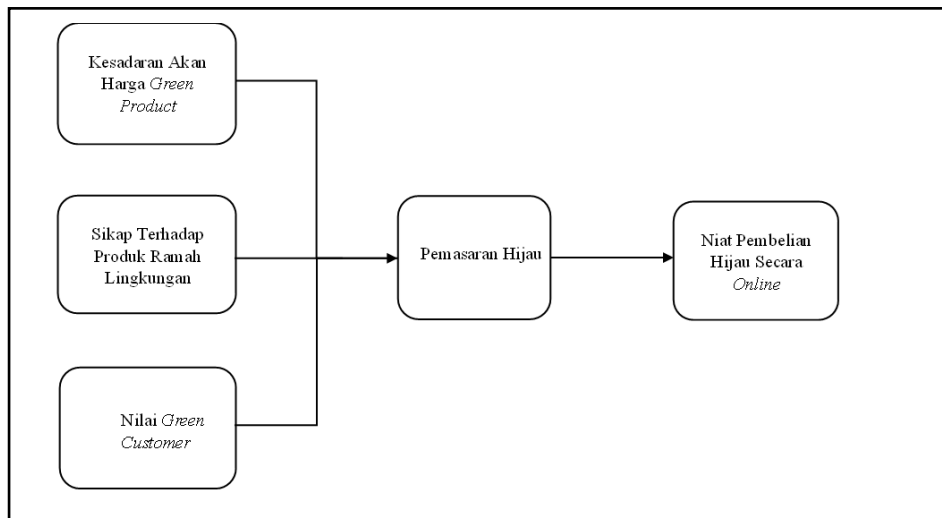 Kesadaran Akan
Harga Green
Product
Sikap Terhadap
Produk Ramah
Lingkungan
Nilai Green
Customer
Pemasaran Hijau
Niat Pembelian
Hijau Secara
Online